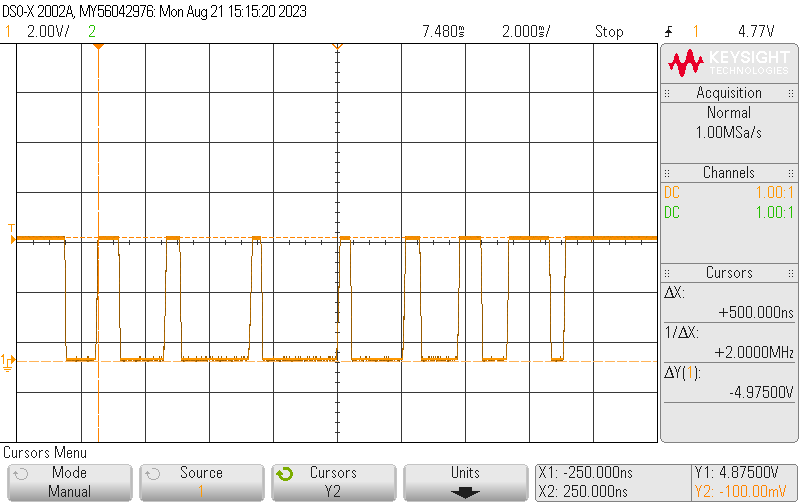 DSO-X 2002A, MY56042976: Mon Aug 21 15:15:20 2023
1 2.00V/ 2 7.480s 2.000s/ Stop 1 4.77V
KEYSIGHT
TECHNOLOGIES
Acquisition
Normal
1.00MSa/s
Channels
DC 1.00:1
DC 1.00:1
Cursors
ΔX:
+500.000ns
1/ΔX:
+2.0000MHz
ΔY(1):
-4.97500V
T
1
Cursors Menu
Mode
Manual
Source
1
Cursors
Y2
Units
X1: -250.000ns
X2: 250.000ns
Y1: 4.87500V
Y2: -100.00mV